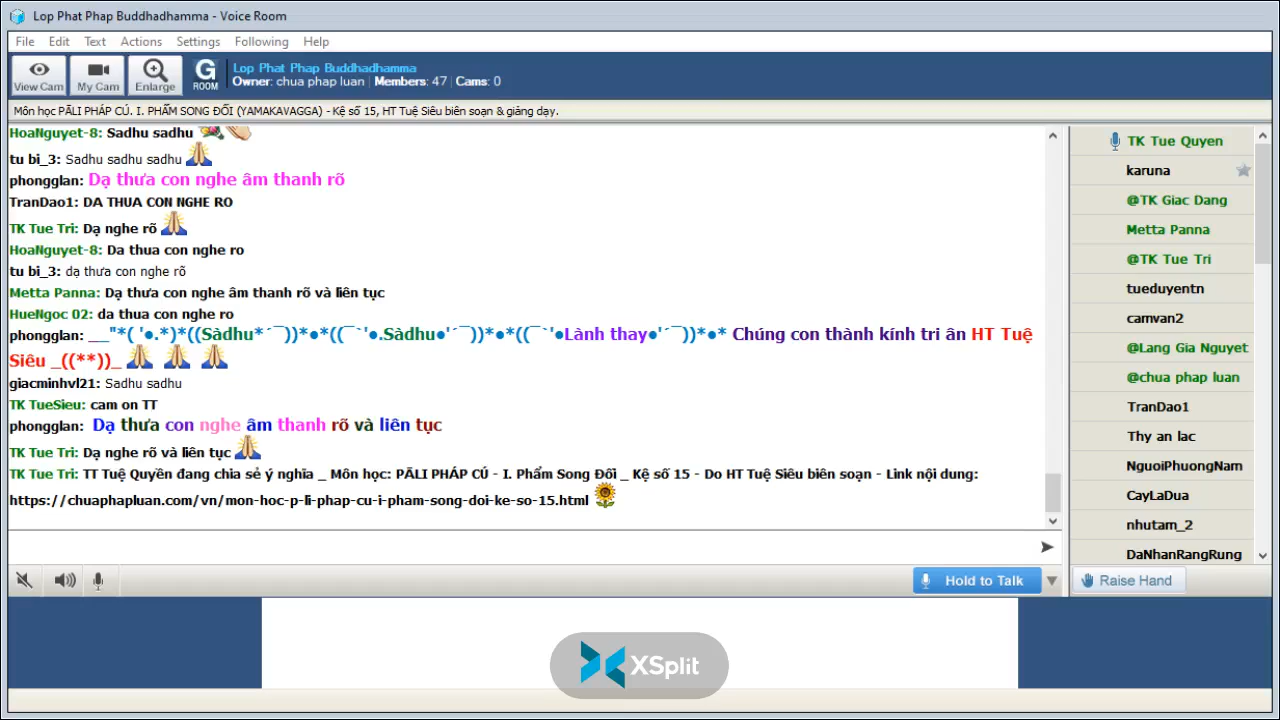 Lop Phat Phap Buddhadhamma - Voice Room
File Edit Text Actions Settings Following Help
View Cam My Cam Enlarge G ROOM
Lop Phat Phap Buddhadhamma
Owner: chua phap luan | Members: 47 | Cams: 0
Môn học PĀLI PHÁP CÚ. I. PHẨM SONG ĐỐI (YAMAKAVAGGA) - Kệ số 15, HT Tuệ Siêu biên soạn & giảng dạy.
HoaNguyet-8: Sadhu sadhu
tu bi_3: Sadhu sadhu sadhu
phongglan: Dạ thưa con nghe âm thanh rõ
TranDao1: DA THUA CON NGHE RO
TK Tue Tri: Dạ nghe rõ
HoaNguyet-8: Da thua con nghe ro
tu bi_3: dạ thưa con nghe rõ
Metta Panna: Dạ thưa con nghe âm thanh rõ và liên tục
HueNgoc 02: da thua con nghe ro
phongglan: __"*( '●.*)*((Sàdhu*´¯))*●*((¯`'●.Sàdhu●'´¯))*●*((¯`'●Lành thay●'´¯))*●* Chúng con thành kính tri ân HT Tuệ
Siêu _((**))_
giacminhvl21: Sadhu sadhu
TK TueSieu: cam on TT
phongglan: Dạ thưa con nghe âm thanh rõ và liên tục
TK Tue Tri: Dạ nghe rõ và liên tục
TK Tue Tri: TT Tuệ Quyền đang chia sẻ ý nghĩa _ Môn học: PĀLI PHÁP CÚ - I. Phẩm Song Đối _ Kệ số 15 - Do HT Tuệ Siêu biên soạn - Link nội dung:
https://chuaphapluan.com/vn/mon-hoc-p-li-phap-cu-i-pham-song-doi-ke-so-15.html
Hold to Talk
TK Tue Quyen
karuna
@TK Giac Dang
Metta Panna
@TK Tue Tri
tueduyentn
camvan2
@Lang Gia Nguyet
@chua phap luan
TranDao1
Thy an lac
NguoiPhuongNam
CayLaDua
nhutam_2
DaNhanRangRung
Raise Hand
XSplit